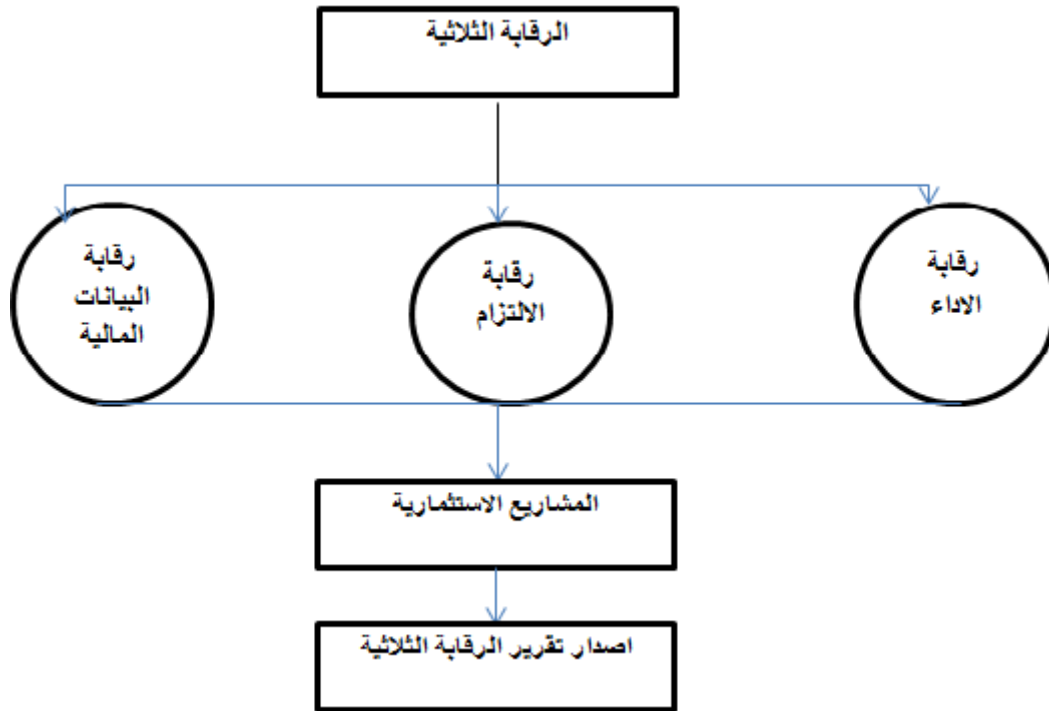 الرقابة الثلاثية
رقابة
الاداء
رقابة
الالتزام
رقابة
البيانات
المالية
المشاريع الاستثمارية
اصدار تقرير الرقابة الثلاثية